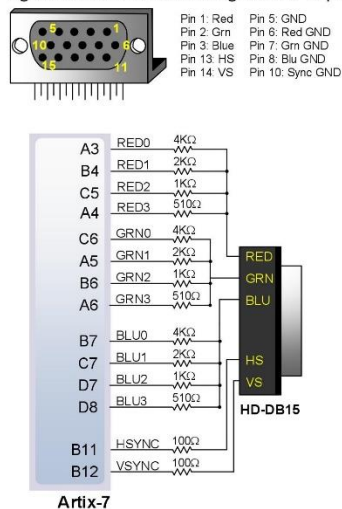 Pin 1: Red Pin 5: GND
Pin 2: Grn Pin 6: Red GND
Pin 3: Blue Pin 7: Grn GND
Pin 13: HS Pin 8: Blu GND
Pin 14: VS Pin 10: Sync GND
5 1
10 6
15 11
A3 RED0 4KΩ
B4 RED1 2KΩ
C5 RED2 1KΩ
A4 RED3 510Ω
C6 GRN0 4KΩ
A5 GRN1 2KΩ
B6 GRN2 1KΩ
A6 GRN3 510Ω
B7 BLU0 4KΩ
C7 BLU1 2KΩ
D7 BLU2 1KΩ
D8 BLU3 510Ω
B11 HSYNC 100Ω
B12 VSYNC 100Ω
RED
GRN
BLU
HS
VS
HD-DB15
Artix-7